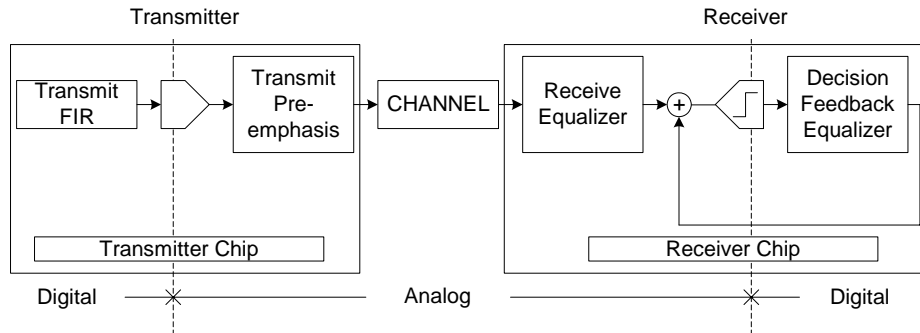 Transmitter
Receiver
Transmit
FIR
Transmit
Pre-
emphasis
CHANNEL
Receive
Equalizer
+
Decision
Feedback
Equalizer
Transmitter Chip
Receiver Chip
Digital
Analog
Digital